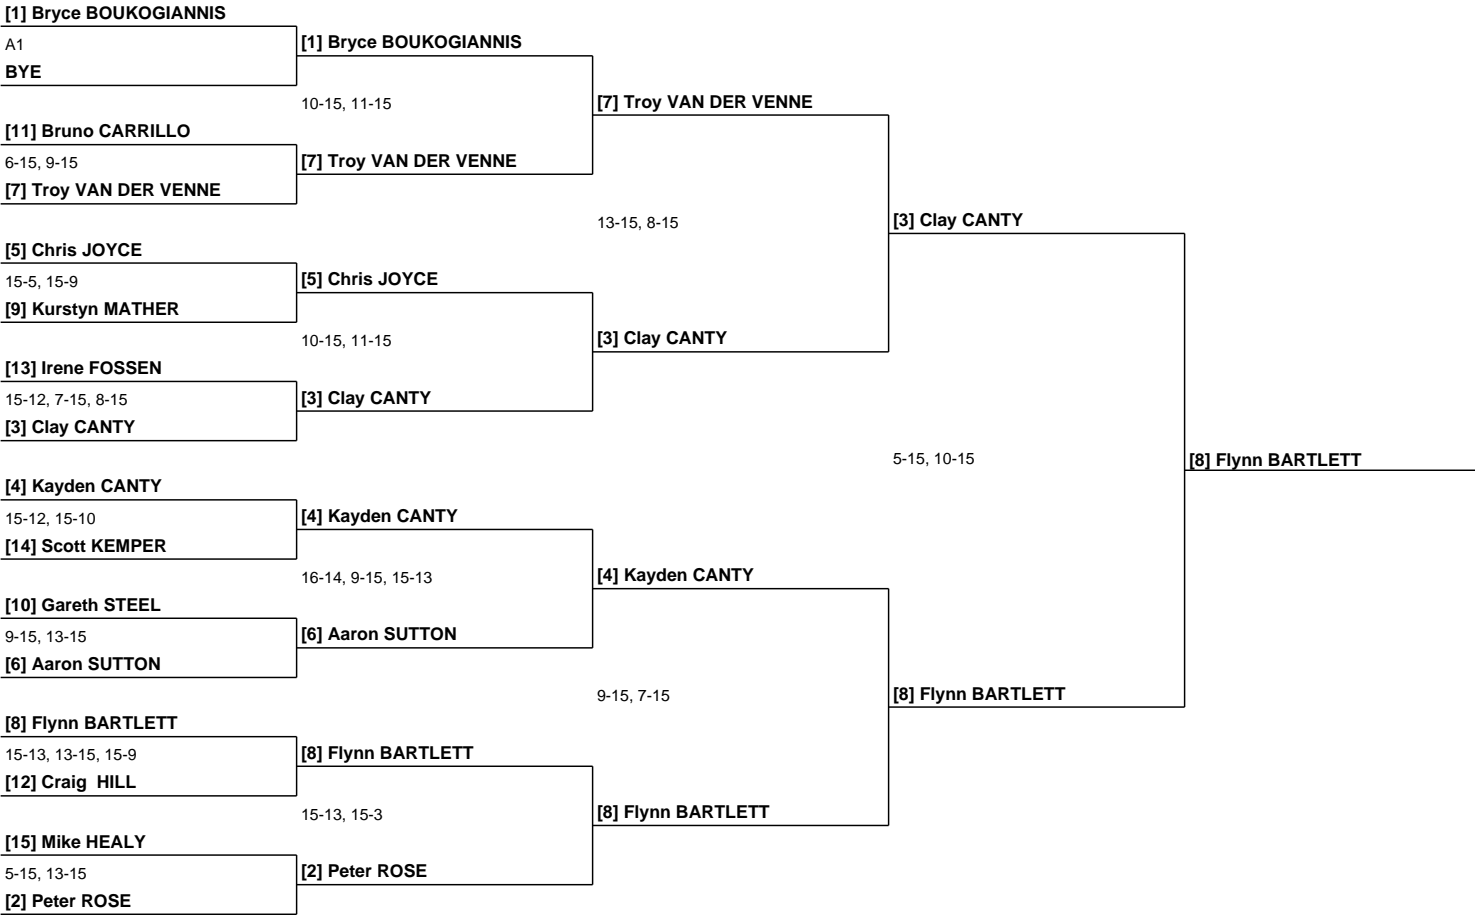 [1] Bryce BOUKOGIANNIS
A1
BYE
[11] Bruno CARRILLO
6-15, 9-15
[7] Troy VAN DER VENNE
[5] Chris JOYCE
15-5, 15-9
[9] Kurstyn MATHER
[13] Irene FOSSEN
15-12, 7-15, 8-15
[3] Clay CANTY
[4] Kayden CANTY
15-12, 15-10
[14] Scott KEMPER
[10] Gareth STEEL
9-15, 13-15
[6] Aaron SUTTON
[8] Flynn BARTLETT
15-13, 13-15, 15-9
[12] Craig HILL
[15] Mike HEALY
5-15, 13-15
[2] Peter ROSE
[1] Bryce BOUKOGIANNIS
10-15, 11-15
[7] Troy VAN DER VENNE
[5] Chris JOYCE
10-15, 11-15
[3] Clay CANTY
[4] Kayden CANTY
16-14, 9-15, 15-13
[6] Aaron SUTTON
[8] Flynn BARTLETT
15-13, 15-3
[2] Peter ROSE
[7] Troy VAN DER VENNE
13-15, 8-15
[3] Clay CANTY
[4] Kayden CANTY
9-15, 7-15
[8] Flynn BARTLETT
[3] Clay CANTY
5-15, 10-15
[8] Flynn BARTLETT
[8] Flynn BARTLETT